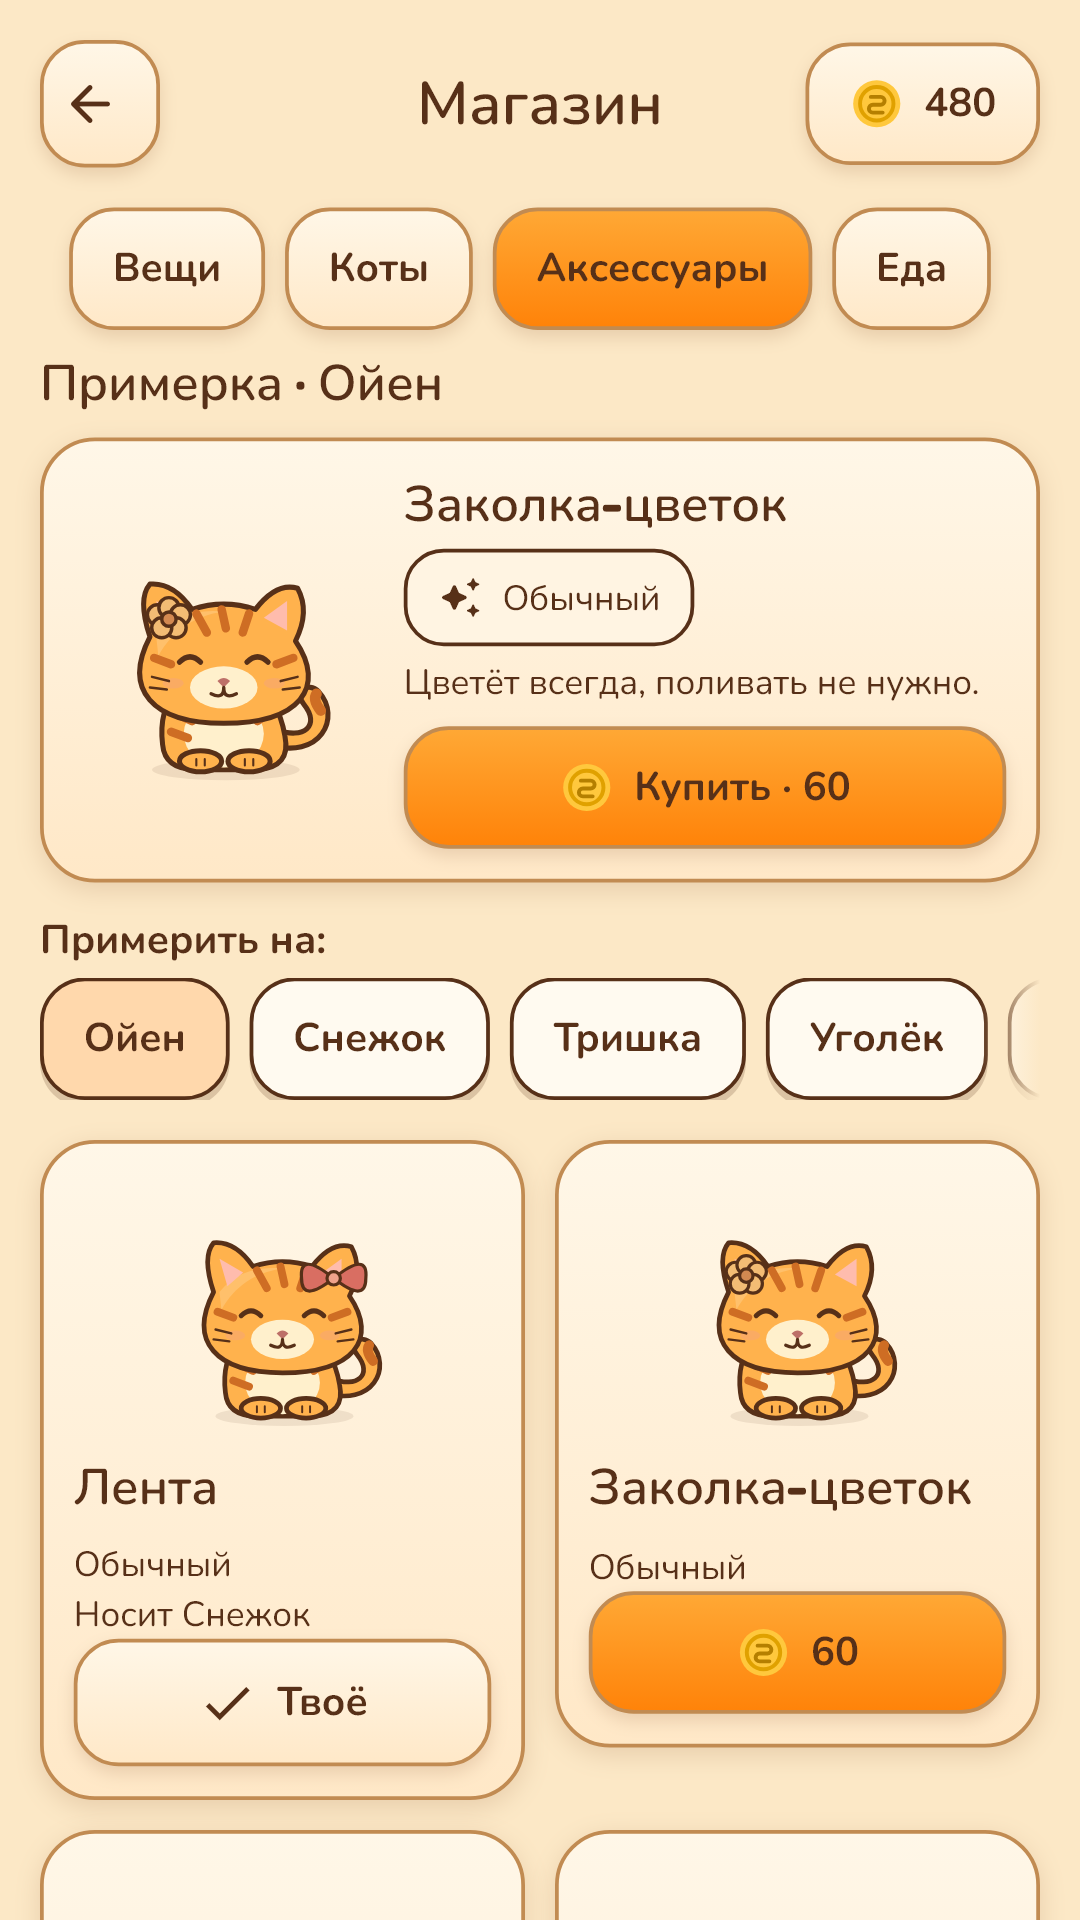 Магазин
480
Вещи
Коты
Аксессуары
Еда
Примерка · Ойен
Заколка-цветок
Обычный
Цветёт всегда, поливать не нужно.
Купить · 60
Примерить на:
Ойен
Снежок
Тришка
Уголёк
Лента
Обычный
Носит Снежок
Твоё
Заколка-цветок
Обычный
60